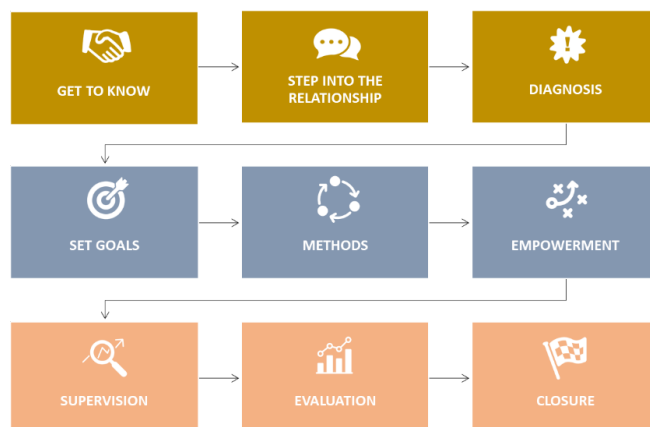 GET TO KNOW
STEP INTO THE
RELATIONSHIP
DIAGNOSIS
SET GOALS
METHODS
EMPOWERMENT
SUPERVISION
EVALUATION
CLOSURE